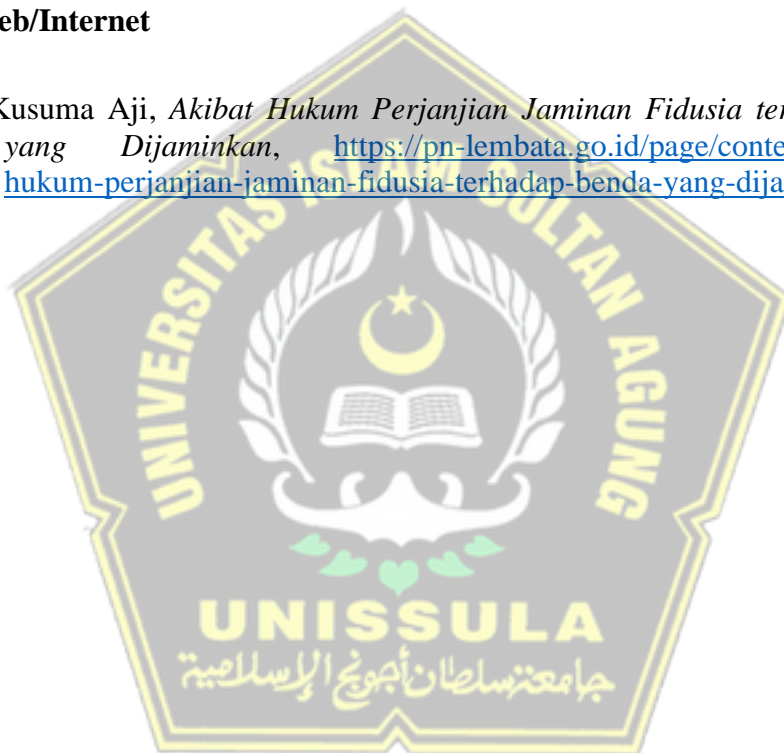 eb/Internet
Kusuma Aji, Akibat Hukum Perjanjian Jaminan Fidusia ter
yang Dijaminkan, https://pn-lembata.go.id/page/conte
hukum-perjanjian-jaminan-fidusia-terhadap-benda-yang-dija
UNIVERSITAS ISLAM SULTAN AGUNG
UNISSULA
جامعة سلطان أجونج الإسلامية